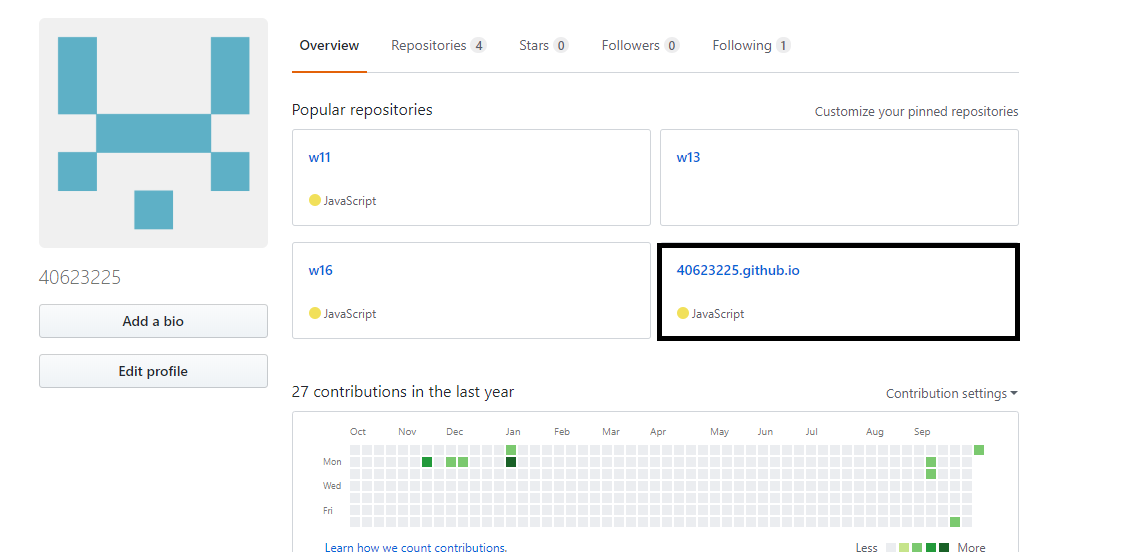 Overview Repositories 4 Stars 0 Followers 0 Following 1
Popular repositories Customize your pinned repositories
w11
JavaScript
w13
w16
JavaScript
40623225.github.io
JavaScript
40623225
Add a bio
Edit profile
27 contributions in the last year Contribution settings
Oct Nov Dec Jan Feb Mar Apr May Jun Jul Aug Sep
Mon
Wed
Fri
Learn how we count contributions. Less More